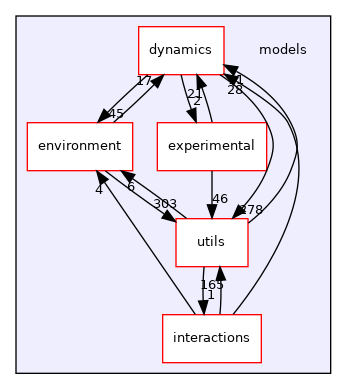 dynamics
models
17
1
21
28
2
45
environment
experimental
4
6
303
46
278
utils
165
1
interactions